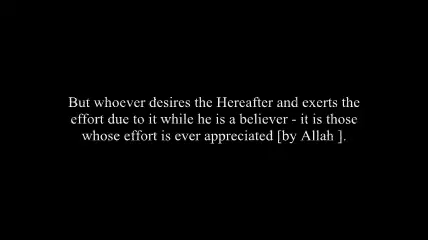 But whoever desires the Hereafter and exerts the
effort due to it while he is a believer - it is those
whose effort is ever appreciated [by Allah ].